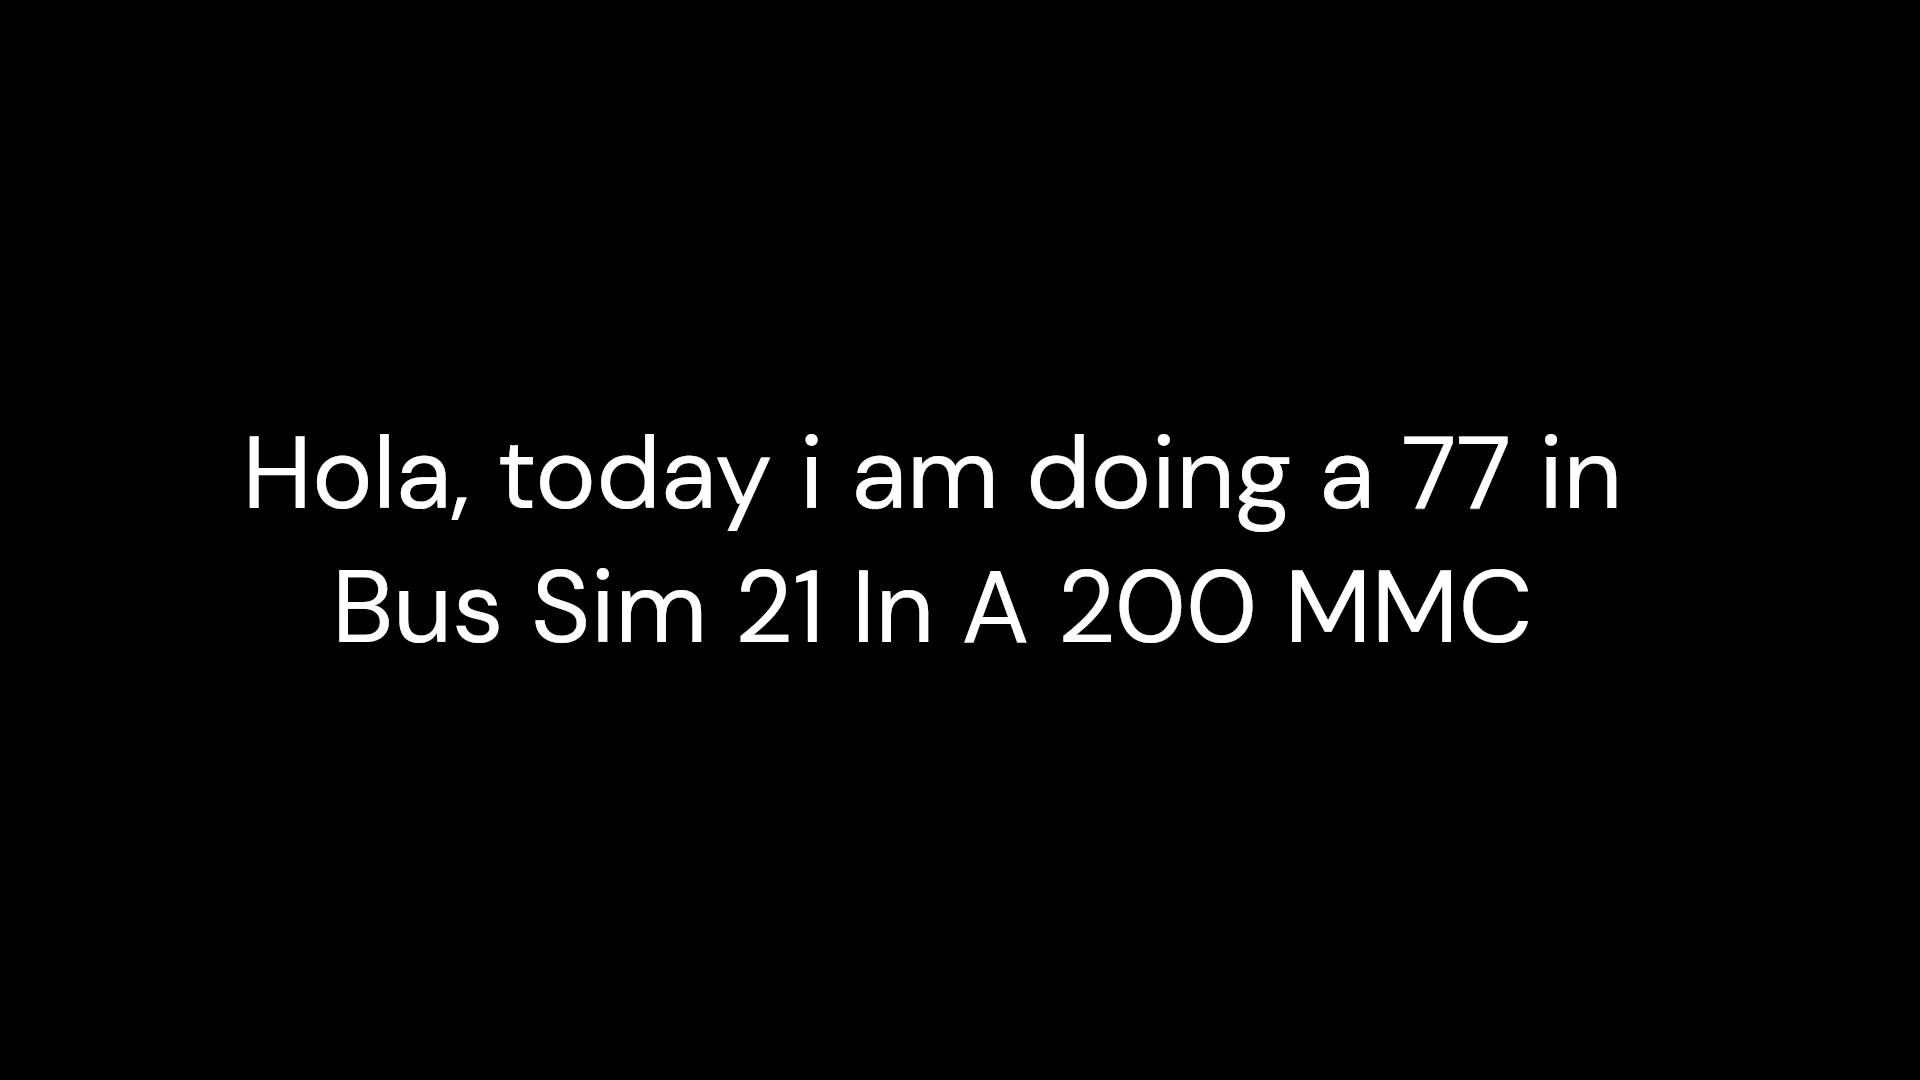 Hola, today i am doing a 77 in
Bus Sim 21 In A 200 MMC